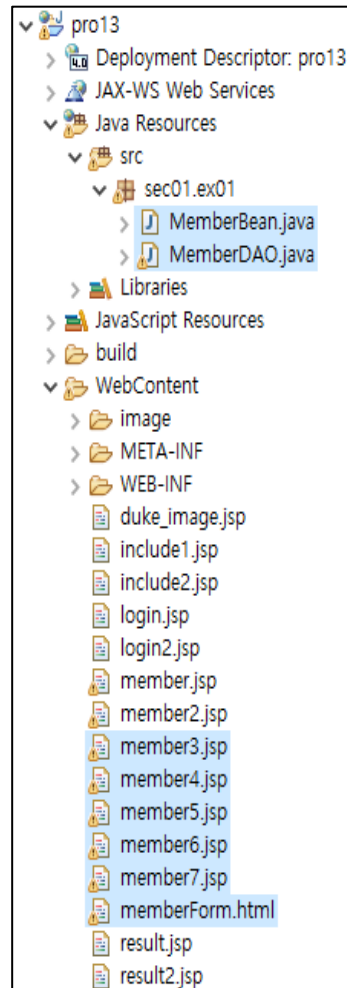 pro13
Deployment Descriptor: pro13
JAX-WS Web Services
Java Resources
src
sec01.ex01
MemberBean.java
MemberDAO.java
Libraries
JavaScript Resources
build
WebContent
image
META-INF
WEB-INF
duke_image.jsp
include1.jsp
include2.jsp
login.jsp
login2.jsp
member.jsp
member2.jsp
member3.jsp
member4.jsp
member5.jsp
member6.jsp
member7.jsp
memberForm.html
result.jsp
result2.jsp